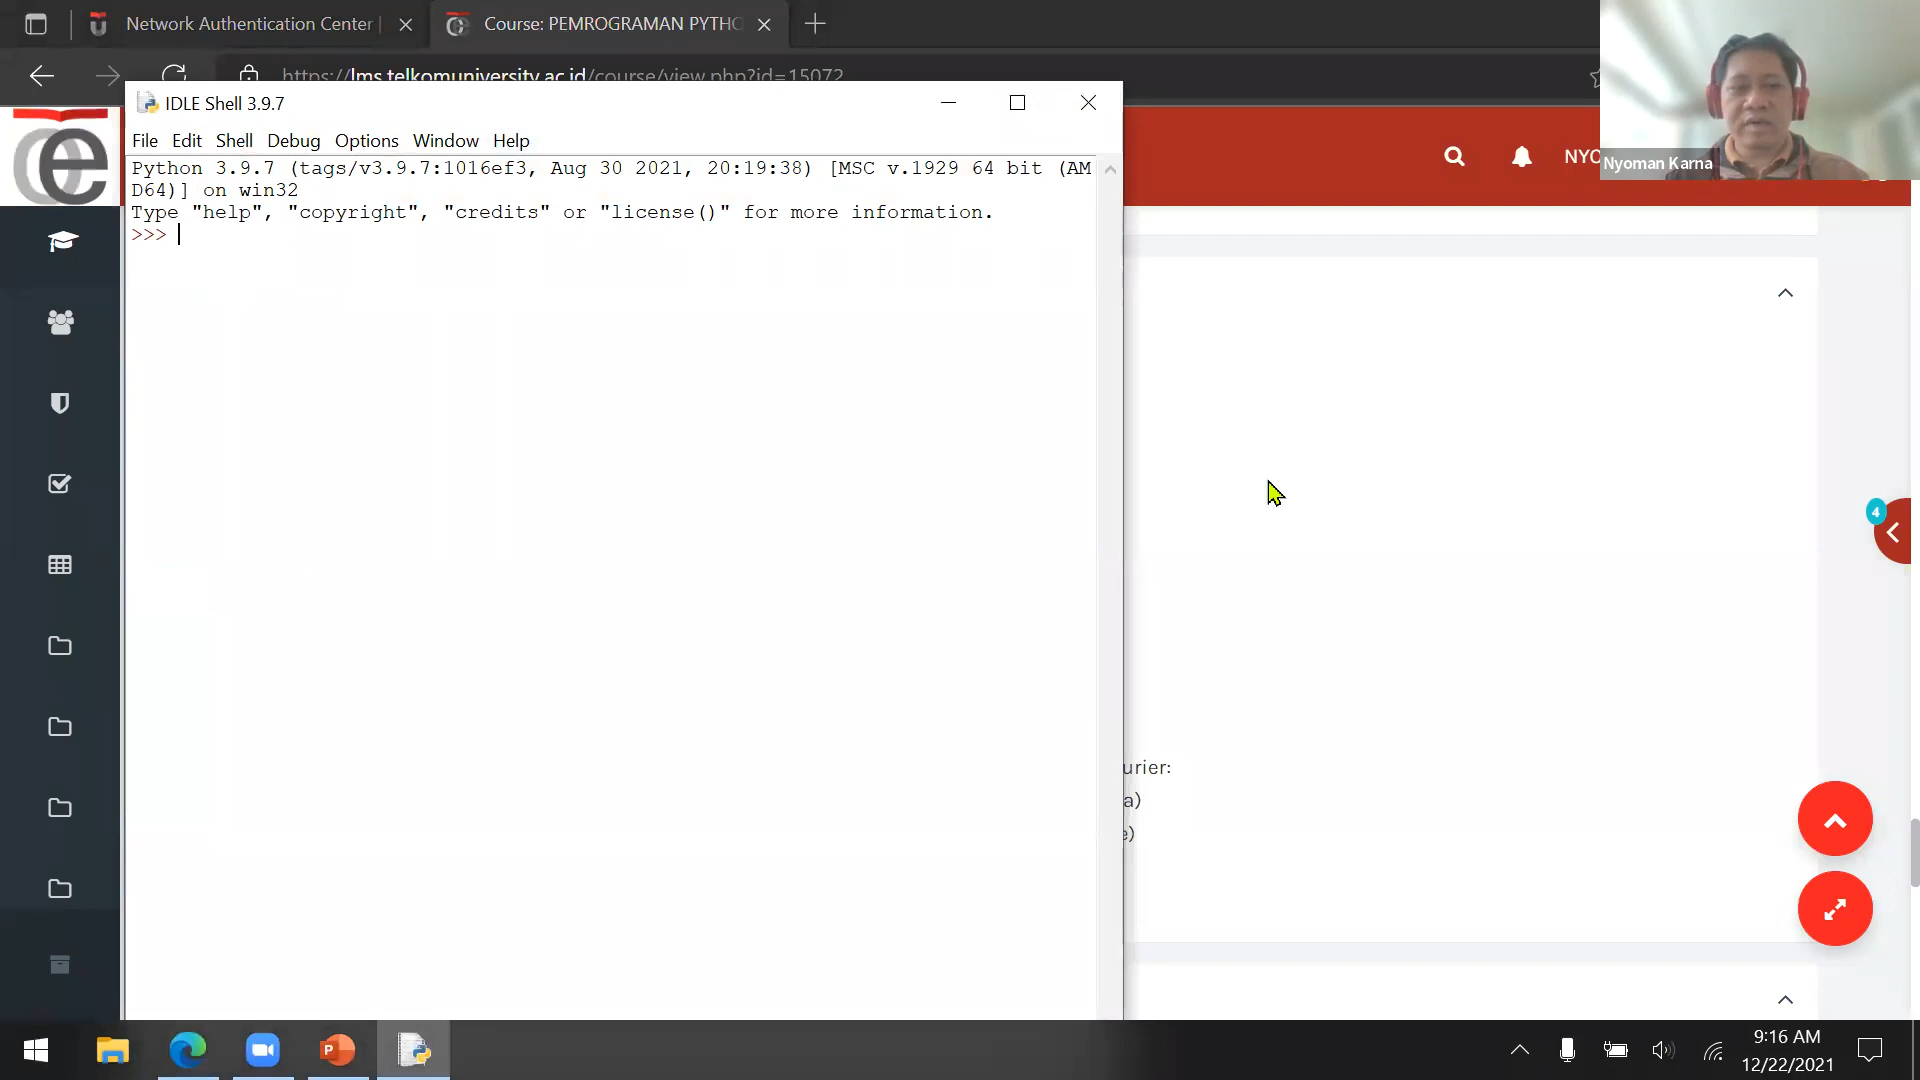 Network Authentication Center |
Course: PEMROGRAMAN PYTHO
https://lms.telkomuniversity.ac.id/course/view.php?id=15072
IDLE Shell 3.9.7
File Edit Shell Debug Options Window Help
Python 3.9.7 (tags/v3.9.7:1016ef3, Aug 30 2021, 20:19:38) [MSC v.1929 64 bit (AM
D64)] on win32
Type "help", "copyright", "credits" or "license()" for more information.
>>>
NYO
Nyoman Karna
4
urier:
a)
e)
9:16 AM
12/22/2021